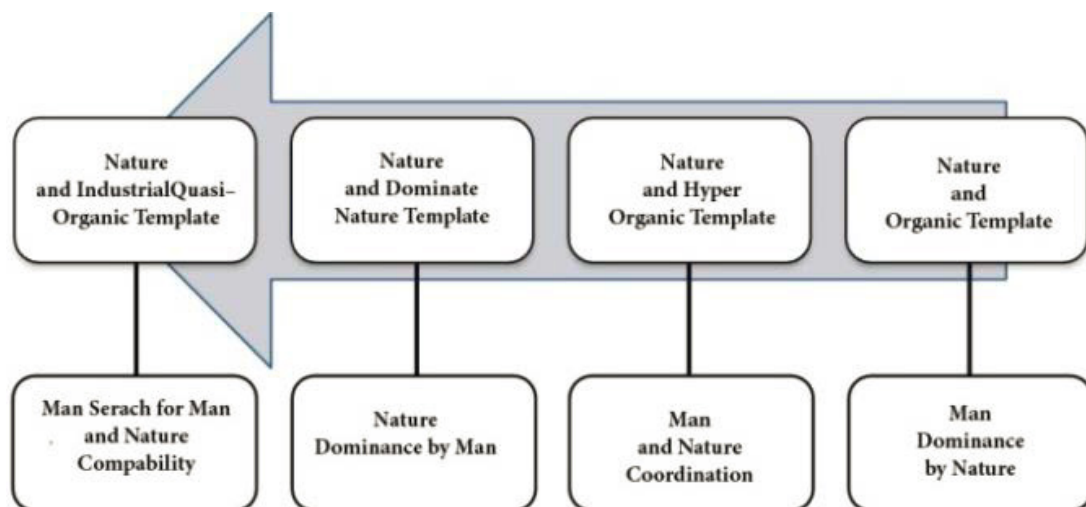 Nature
and IndustrialQuasi–
Organic Template
Nature
and Dominate
Nature Template
Nature
and Hyper
Organic Template
Nature
and
Organic Template
Man Serach for Man
and Nature
Compability
Nature
Dominance by Man
Man
and Nature
Coordination
Man
Dominance
by Nature